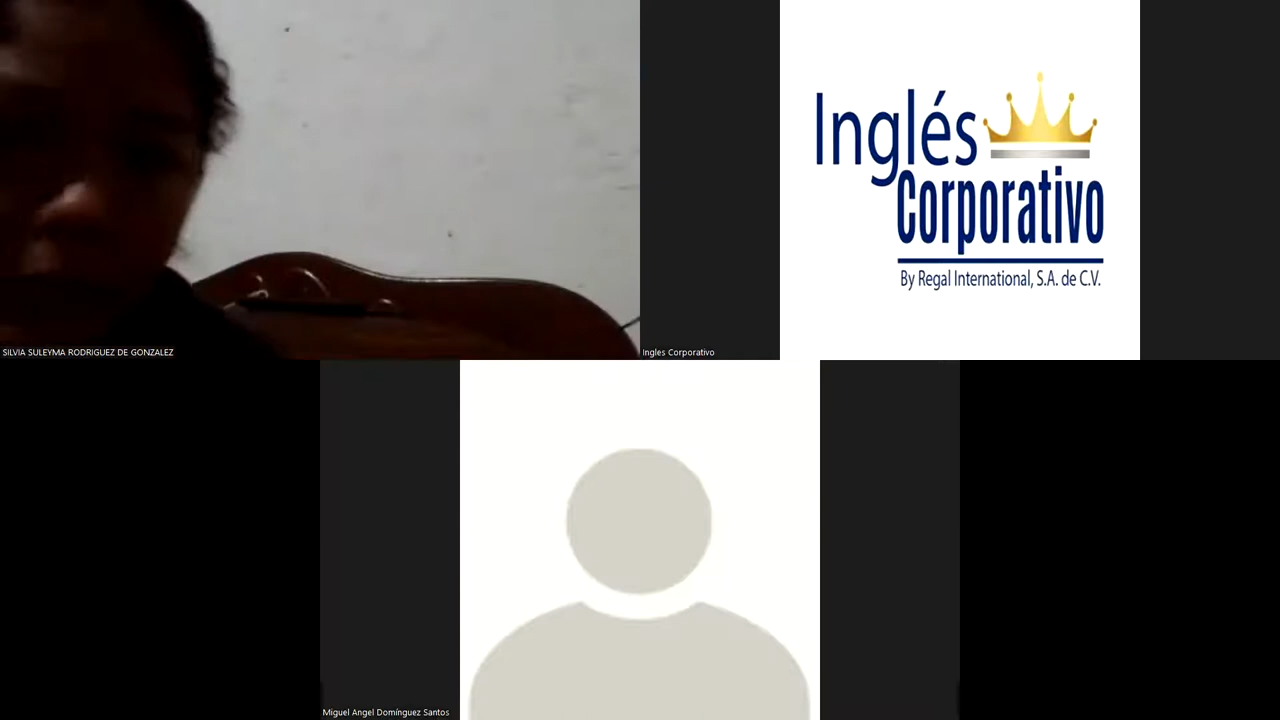 Inglés
Corporativo
By Regal International, S.A. de C.V.
SILVIA SULEYMA RODRIGUEZ DE GONZALEZ
Ingles Corporativo
Miguel Angel Domínguez Santos